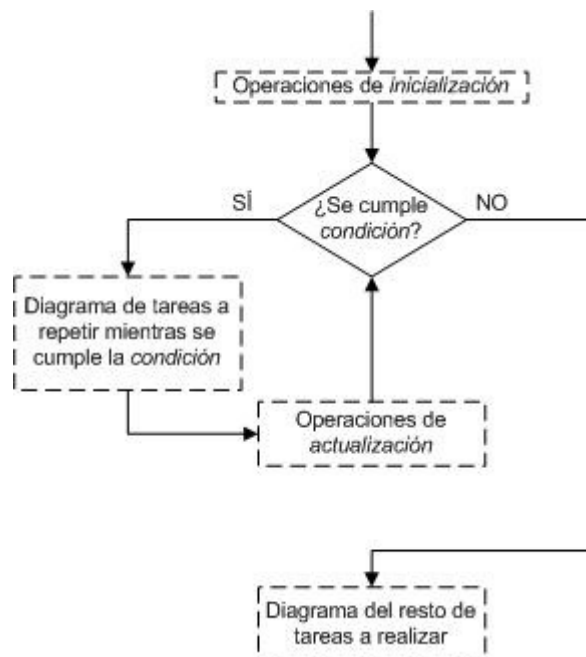 Operaciones de inicialización
¿Se cumple
condición?
SÍ
NO
Diagrama de tareas a
repetir mientras se
cumple la condición
Operaciones de
actualización
Diagrama del resto de
tareas a realizar